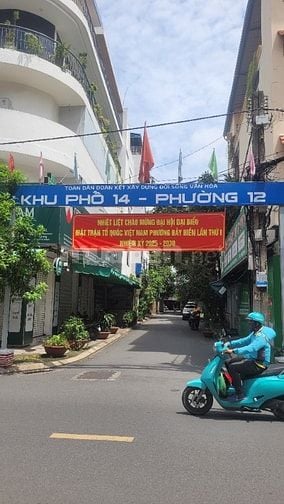 TOÀN DÂN ĐOÀN KẾT XÂY DỰNG ĐỜI SỐNG VĂN HÓA
KHU PHỐ 14 - PHƯỜNG 12
NHIỆT LIỆT CHÀO MỪNG ĐẠI HỘI ĐẠI BIỂU
MẶT TRẬN TỔ QUỐC VIỆT NAM PHƯỜNG BẢY HIỀN LẦN THỨ I
NHIỆM KỲ 2025 - 2030